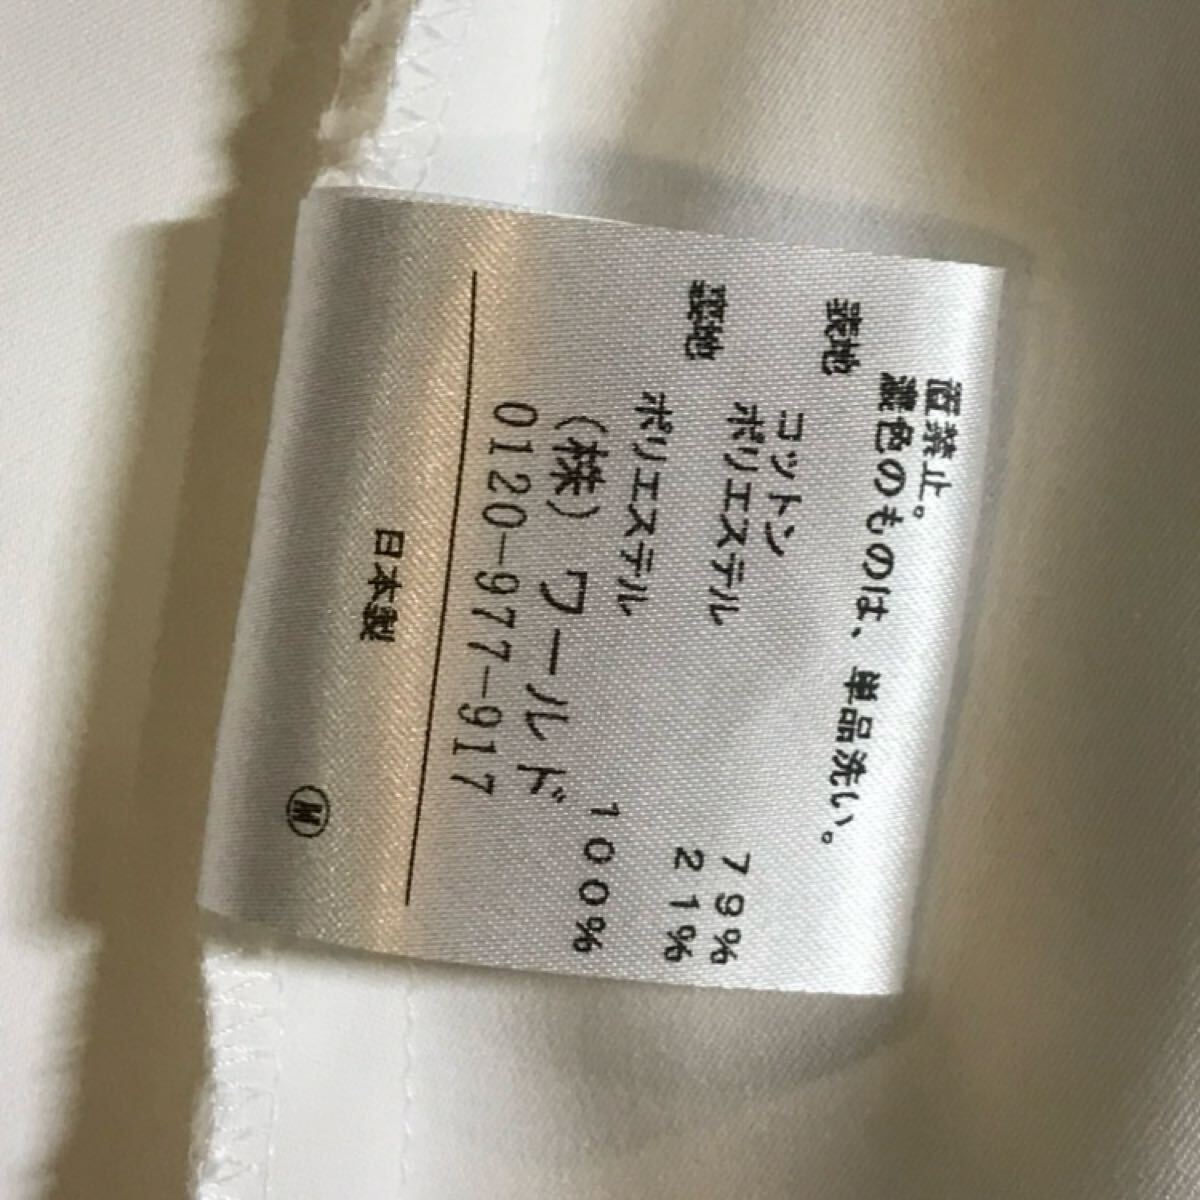 面禁止。
濃色のものは、単品洗い。
表地
コットン 79%
ポリエステル 21%
裏地
ポリエステル 100%
(株)ワールド
0120-977-917
日本製
M